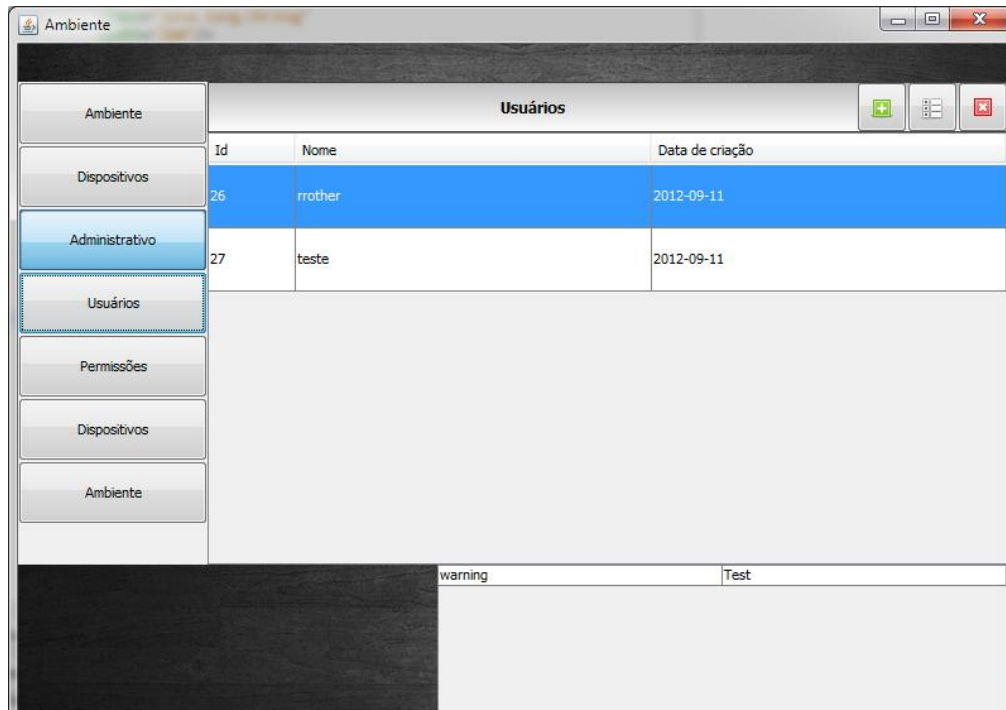 Ambiente
Ambiente
Dispositivos
Administrativo
Usuários
Permissões
Dispositivos
Ambiente
Usuários
Id Nome Data de criação
26 rrother 2012-09-11
27 teste 2012-09-11
warning Test